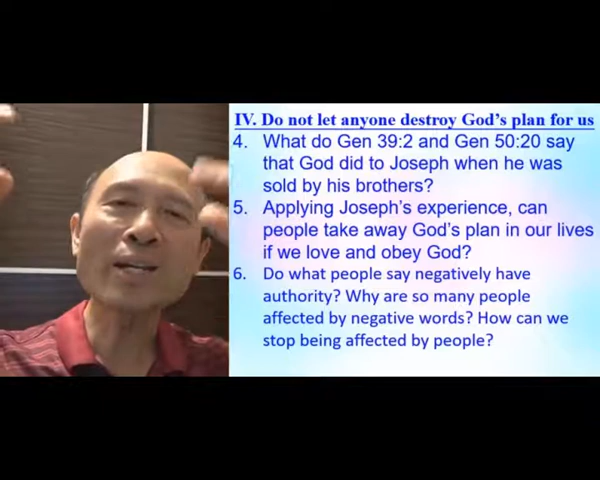 IV. Do not let anyone destroy God's plan for us
4. What do Gen 39:2 and Gen 50:20 say
that God did to Joseph when he was
sold by his brothers?
5. Applying Joseph's experience, can
people take away God's plan in our lives
if we love and obey God?
6. Do what people say negatively have
authority? Why are so many people
affected by negative words? How can we
stop being affected by people?